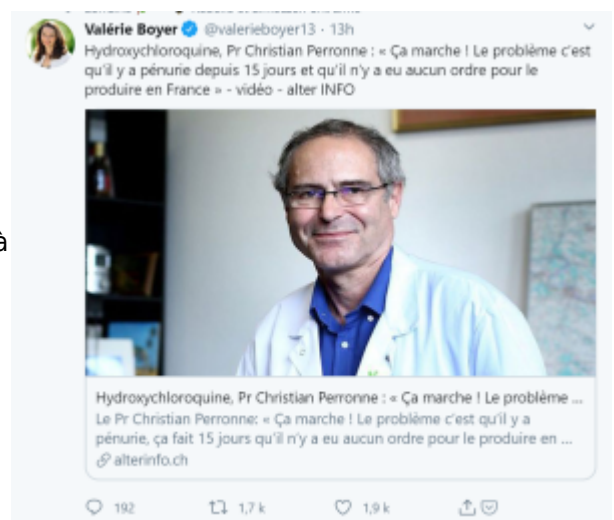 Valérie Boyer @valerieboyer13 · 13h
Hydroxychloroquine, Pr Christian Perronne : « Ça marche ! Le problème c'est
qu'il y a pénurie depuis 15 jours et qu'il n'y a eu aucun ordre pour le
produire en France » - vidéo - alter INFO
à
Hydroxychloroquine, Pr Christian Perronne : « Ça marche ! Le problème ...
Le Pr Christian Perronne: « Ça marche ! Le problème c'est qu'il y a
pénurie, ça fait 15 jours qu'il n'y a eu aucun ordre pour le produire en ...
alterinfo.ch
192 1,7 k 1,9 k